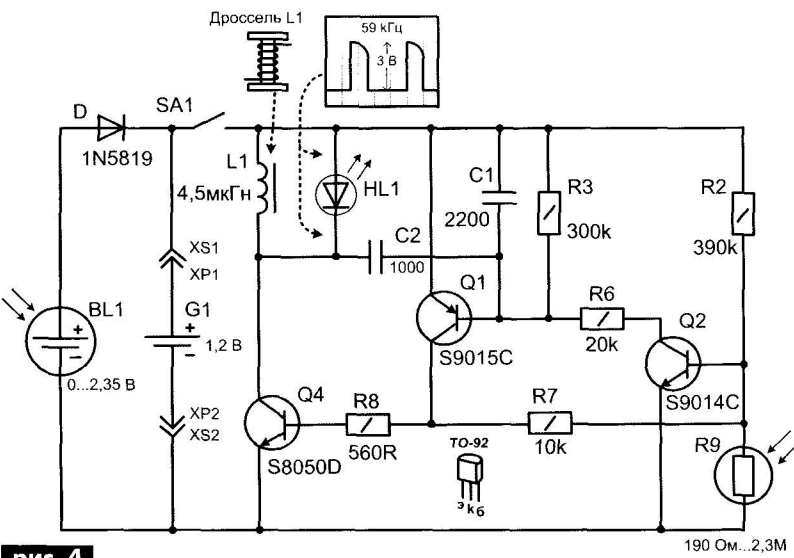 Дроссель L1
59 кГц
3 В
D
SA1
1N5819
L1
4,5мкГн
HL1
C1
2200
R3
300k
R2
390k
C2
1000
XS1
XP1
BL1
G1
1,2 В
0...2,35 В
Q1
S9015C
R6
20k
Q2
S9014C
XP2
XS2
Q4
S8050D
R8
560R
R7
10k
TO-92
э к б
R9
190 Ом...2,3М
рис. 4